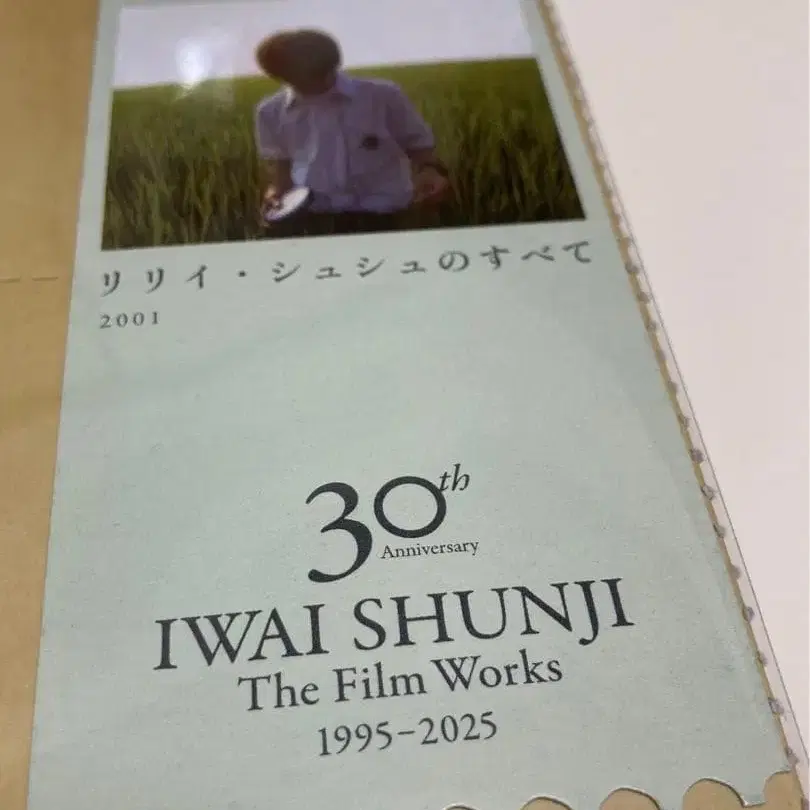 リリイ・シュシュのすべて
2001
30th
Anniversary
IWAI SHUNJI
The Film Works
1995-2025